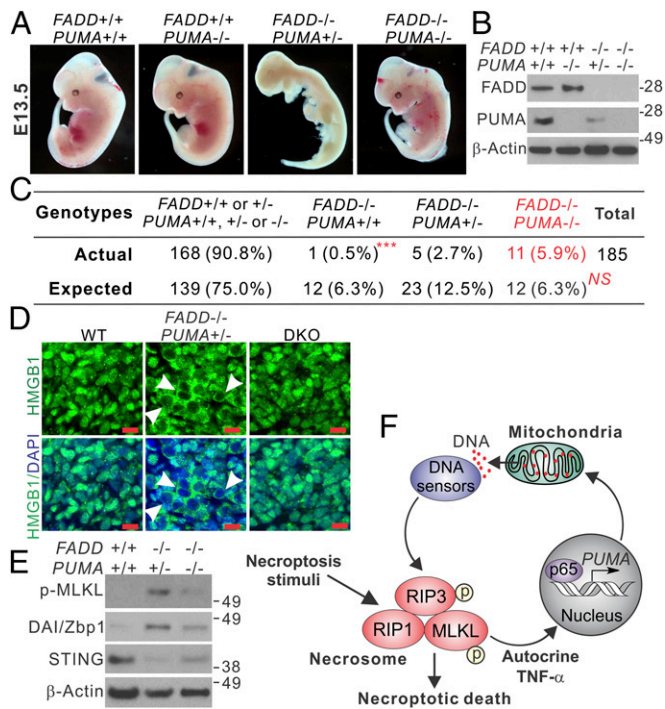 A
FADD+/+ FADD+/+ FADD-/- FADD-/-
PUMA+/+ PUMA-/- PUMA+/- PUMA-/-
E13.5
B
FADD +/+ +/+ -/- -/-
PUMA +/+ -/- +/- -/-
FADD -28
PUMA -28
-49
β-Actin
C
Genotypes FADD+/+ or +/- PUMA+/+, +/- or -/- FADD-/- PUMA+/+ FADD-/- PUMA+/- FADD-/- PUMA-/- Total
Actual 168 (90.8%) 1 (0.5%)*** 5 (2.7%) 11 (5.9%) 185
Expected 139 (75.0%) 12 (6.3%) 23 (12.5%) 12 (6.3%) NS
D
WT FADD-/- PUMA+/- DKO
HMGB1
HMGB1/DAPI
E
FADD +/+ -/- -/-
PUMA +/+ +/- -/-
p-MLKL -49
DAI/Zbp1 -49
STING -38
β-Actin -49
F
DNA Mitochondria
DNA
sensors
Necroptosis
stimuli
RIP3 p
RIP1 MLKL
p
Necrosome
Necroptotic death
Autocrine
TNF-α
p65 PUMA
Nucleus